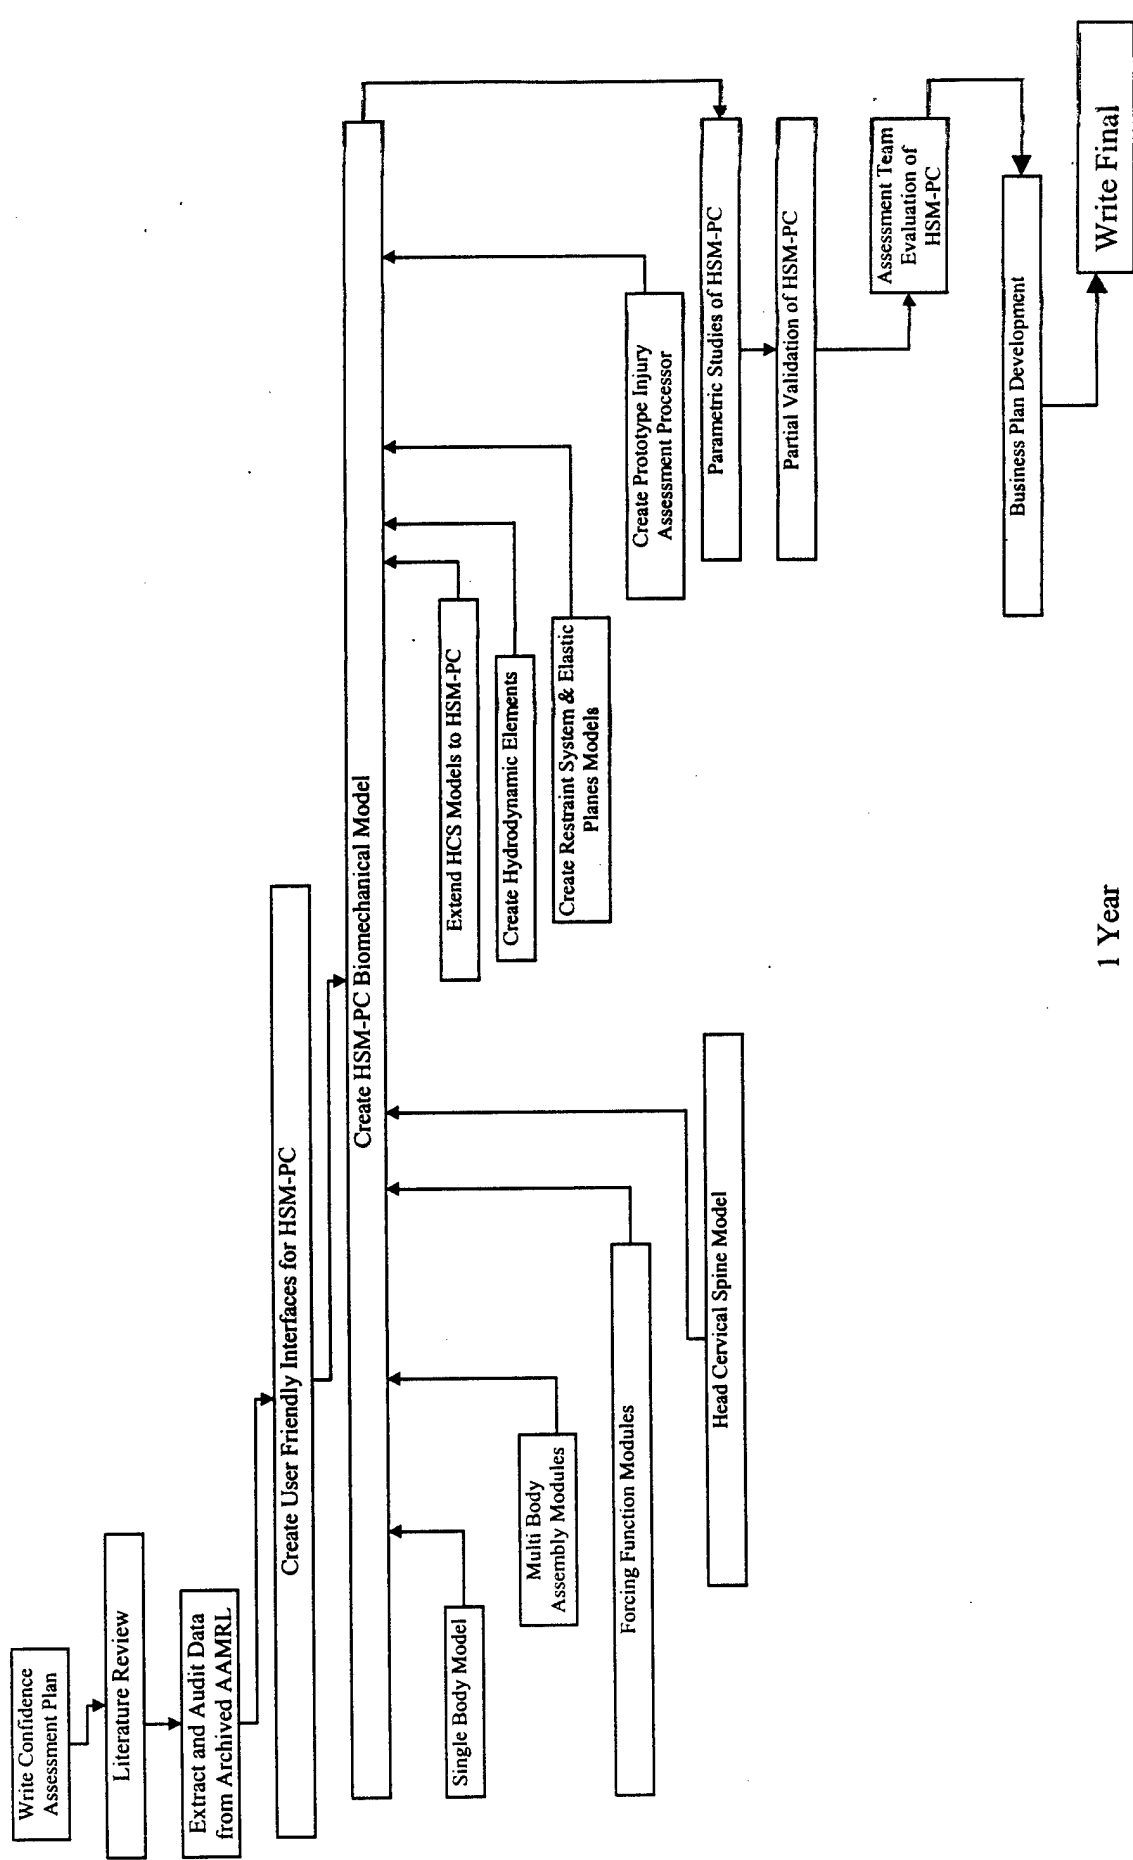 Write Confidence
Assessment Plan
Literature Review
Extract and Audit Data
from Archived AAMRL
Create User Friendly Interfaces for HSM-PC
Create HSM-PC Biomechanical Model
Single Body Model
Multi Body
Assembly Modules
Forcing Function Modules
Head Cervical Spine Model
Extend HCS Models to HSM-PC
Create Hydrodynamic Elements
Create Restraint System & Elastic
Planes Models
Create Prototype Injury
Assessment Processor
Parametric Studies of HSM-PC
Partial Validation of HSM-PC
Assessment Team
Evaluation of
HSM-PC
Business Plan Development
Write Final
1 Year